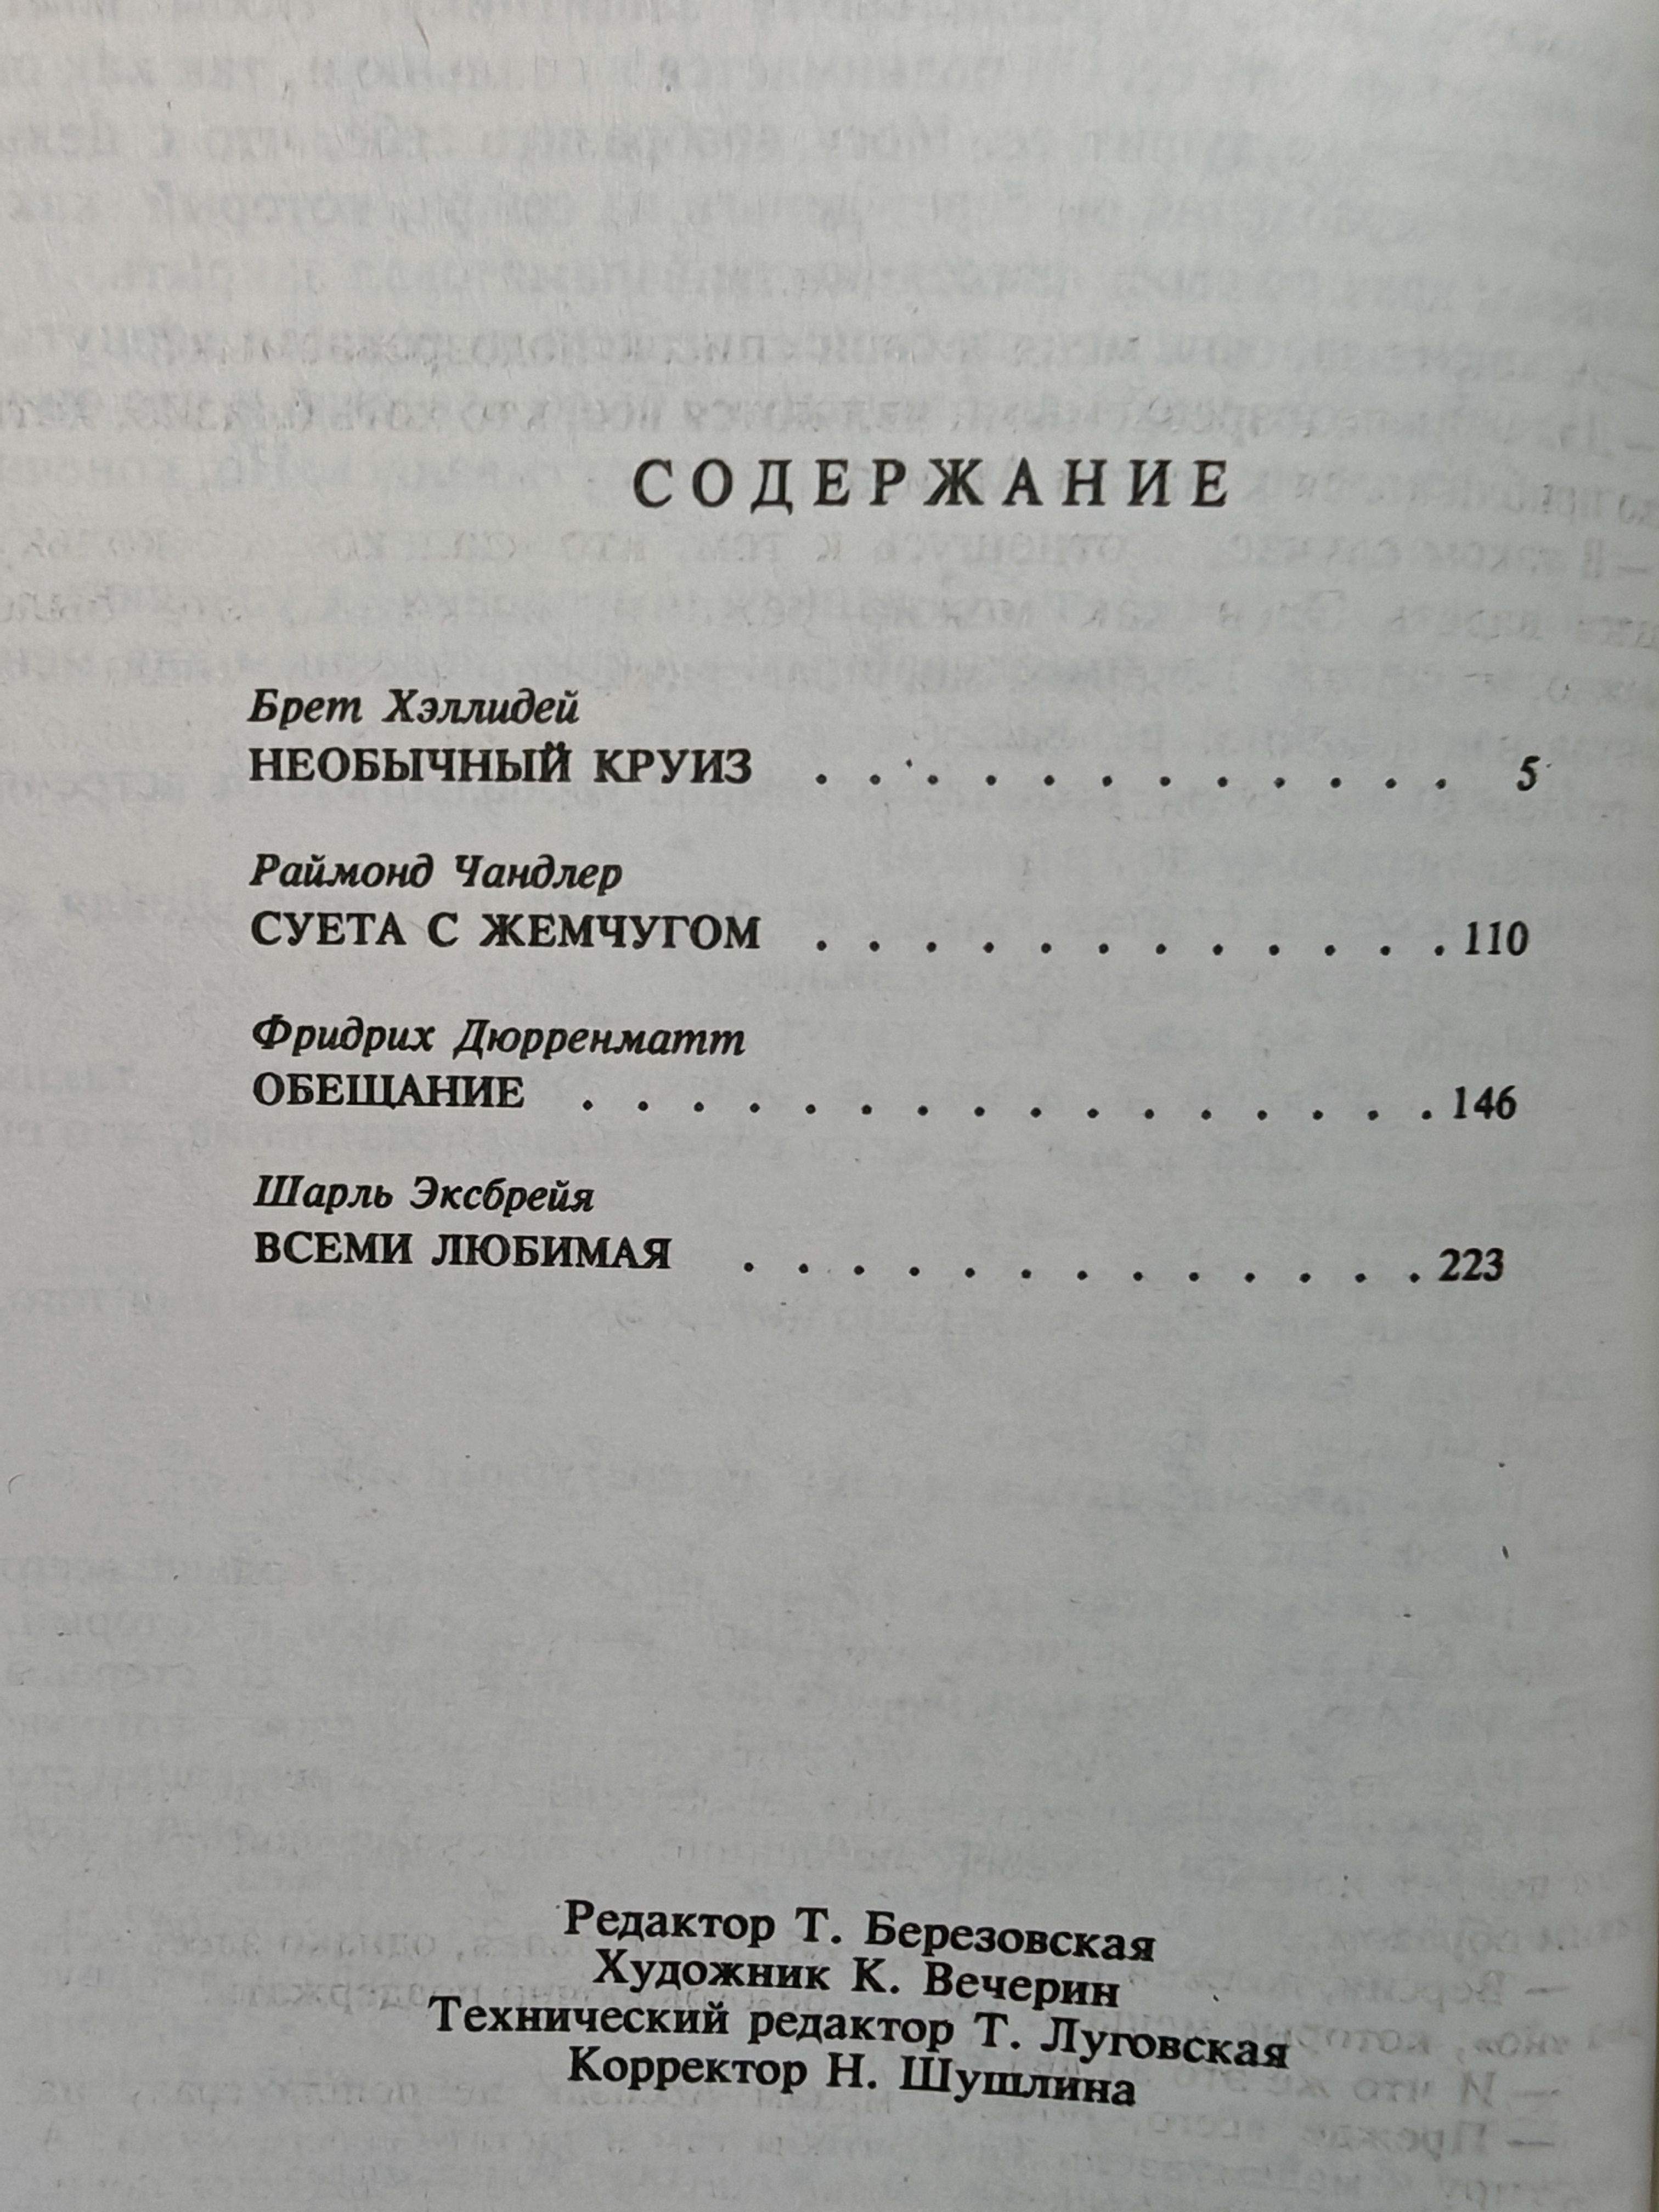 СОДЕРЖАНИЕ
Брет Хэллидей
НЕОБЫЧНЫЙ КРУИЗ . . . . . . . . . . . . 5
Раймонд Чандлер
СУЕТА С ЖЕМЧУГОМ . . . . . . . . . . . . 110
Фридрих Дюрренматт
ОБЕЩАНИЕ . . . . . . . . . . . . . . . . 146
Шарль Эксбрейя
ВСЕМИ ЛЮБИМАЯ . . . . . . . . . . . . . 223
Редактор Т. Березовская
Художник К. Вечерин
Технический редактор Т. Луговская
Корректор Н. Шушлина